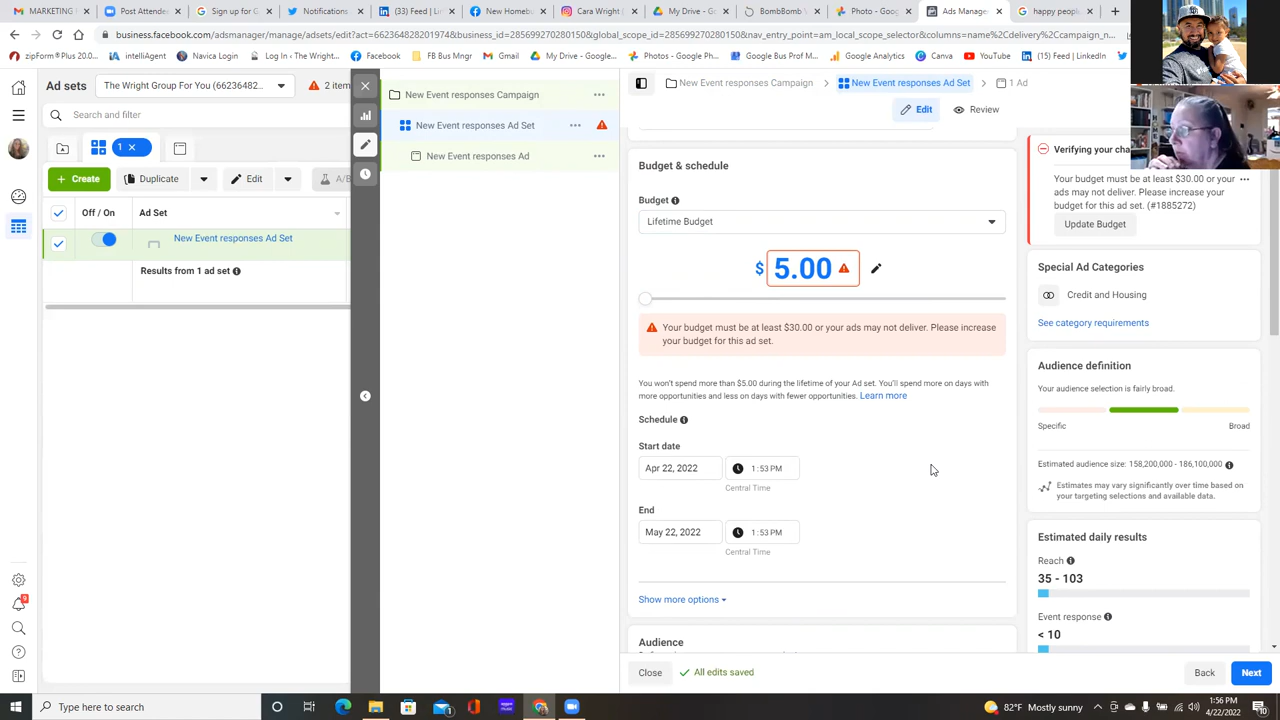 MARKETING
Post Attendee
Sign up for G
Notifications
(3) Feed | Lin
New Homebu
Cara Wright (
My Drive - G
BombBomb
Photo - Goog
Ads Manager
happy peopl
business.facebook.com/adsmanager/manage/adsets/edit?act=662364828201974&business_id=285699270280150&global_scope_id=285699270280150&nav_entry_point=am_local_scope_selector&columns=name%2Cdelivery%2Ccampaign_n...
zipForm®Plus 20.0...
intelliAgent
Navica Login
On | The Wright...
Facebook
FB Bus Mngr
Gmail
My Drive - Google...
Photos - Google Ph...
Google Bus Prof M...
Google Analytics
Canva
YouTube
(15) Feed | LinkedIn
Ad sets
The Wright Group For You (66236482...
2 item
New Event responses Campaign
New Event responses Campaign
New Event responses Ad Set
1 Ad
Search and filter
Edit
Review
New Event responses Ad Set
1
New Event responses Ad
Create
Duplicate
Edit
A/B
Off / On
Ad Set
New Event responses Ad Set
Results from 1 ad set
Budget & schedule
Budget
Lifetime Budget
$ 5.00
Your budget must be at least $30.00 or your ads may not deliver. Please increase
your budget for this ad set.
You won't spend more than $5.00 during the lifetime of your Ad set. You'll spend more on days with
more opportunities and less on days with fewer opportunities. Learn more
Schedule
Start date
Apr 22, 2022
1:53 PM
Central Time
End
May 22, 2022
1:53 PM
Central Time
Show more options
Audience
Close
All edits saved
Back
Next
Verifying your cha
Your budget must be at least $30.00 or your
ads may not deliver. Please increase your
budget for this ad set. (#1885272)
Update Budget
Special Ad Categories
Credit and Housing
See category requirements
Audience definition
Your audience selection is fairly broad.
Specific
Broad
Estimated audience size: 158,200,000 - 186,100,000
Estimates may vary significantly over time based on
your targeting selections and available data.
Estimated daily results
Reach
35 - 103
Event response
< 10
Type here to search
82°F Mostly sunny
1:56 PM
4/22/2022